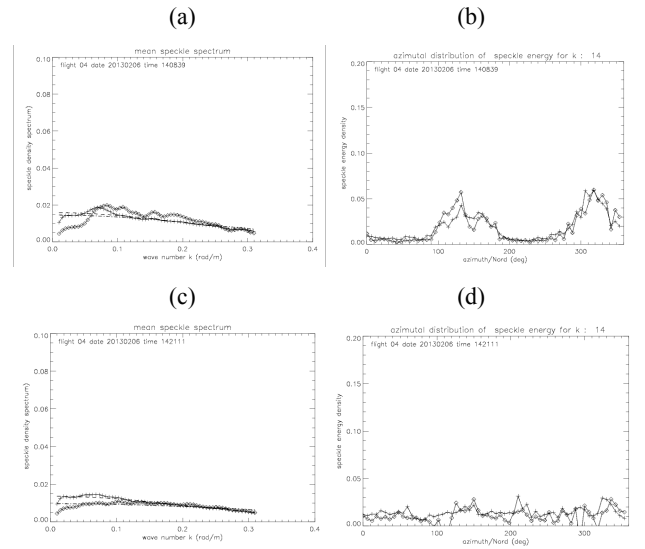 (a)
mean speckle spectrum
flight 04 date 20130206 time 140839
speckle density spectrum)
0.10
0.08
0.06
0.04
0.02
0.00
0.0 0.1 0.2 0.3 0.4
wave number k (rad/m)
(b)
azimutal distribution of speckle energy for k : 14
flight 04 date 20130206 time 140839
speckle energy density
0.20
0.15
0.10
0.05
0.00
0 100 200 300
azimuth/Nord (deg)
(c)
mean speckle spectrum
flight 04 date 20130206 time 142111
speckle density spectrum)
0.10
0.08
0.06
0.04
0.02
0.00
0.0 0.1 0.2 0.3 0.4
wave number k (rad/m)
(d)
azimutal distribution of speckle energy for k : 14
flight 04 date 20130206 time 142111
speckle energy density
0.20
0.15
0.10
0.05
0.00
0 100 200 300
azimuth/Nord (deg)